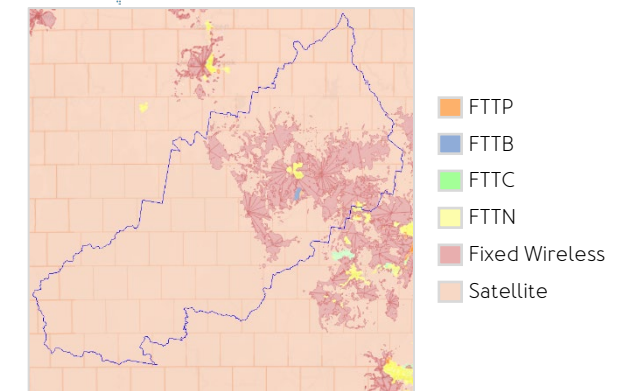 FTTP
FTTB
FTTC
FTTN
Fixed Wireless
Satellite